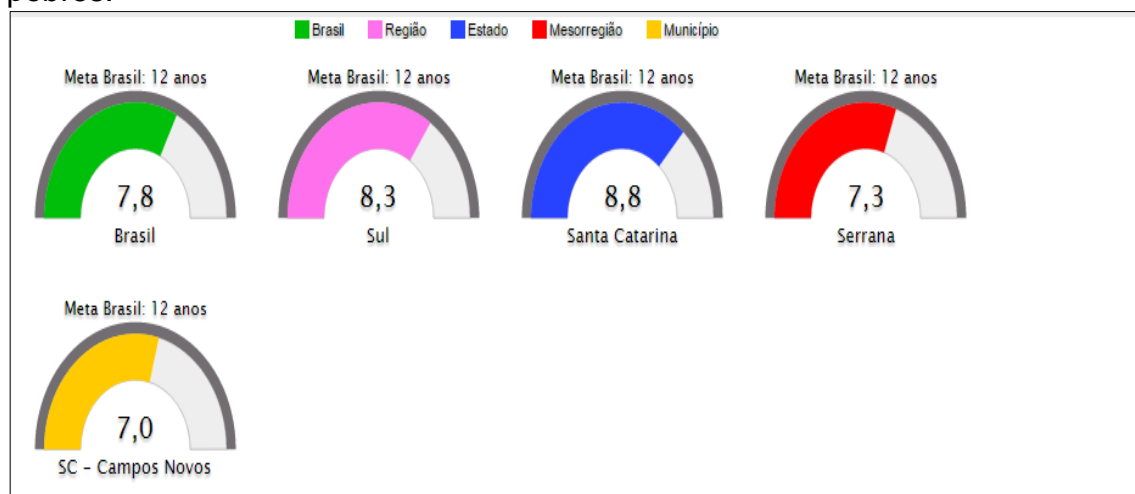 pobres.
Brasil Região Estado Mesorregião Município
Meta Brasil: 12 anos Meta Brasil: 12 anos Meta Brasil: 12 anos Meta Brasil: 12 anos
7,8 8,3 8,8 7,3
Brasil Sul Santa Catarina Serrana
Meta Brasil: 12 anos
7,0
SC - Campos Novos